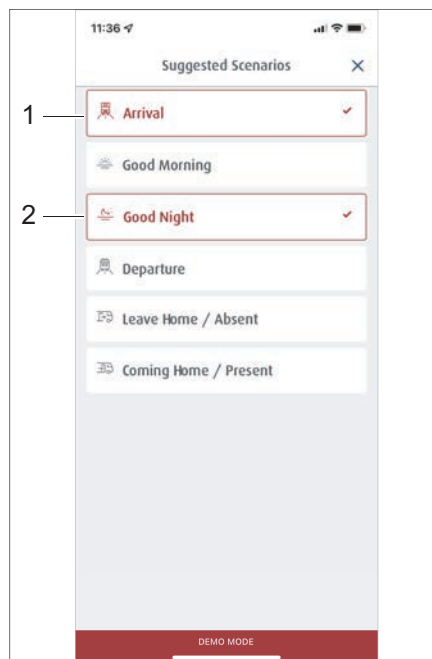 11:36
Suggested Scenarios
1
Arrival
Good Morning
2
Good Night
Departure
Leave Home / Absent
Coming Home / Present
DEMO MODE